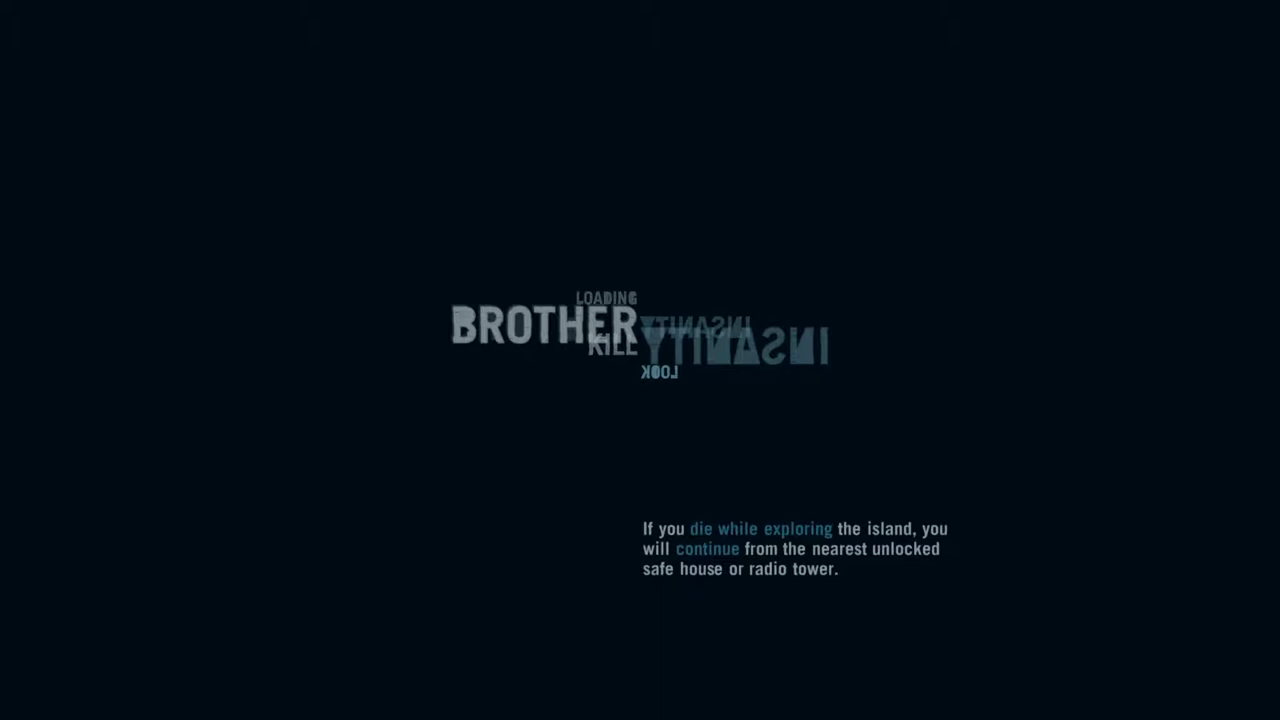 LOADING
BROTHER
KILL
INSANITY
INSANITY
LOOK
If you die while exploring the island, you
will continue from the nearest unlocked
safe house or radio tower.